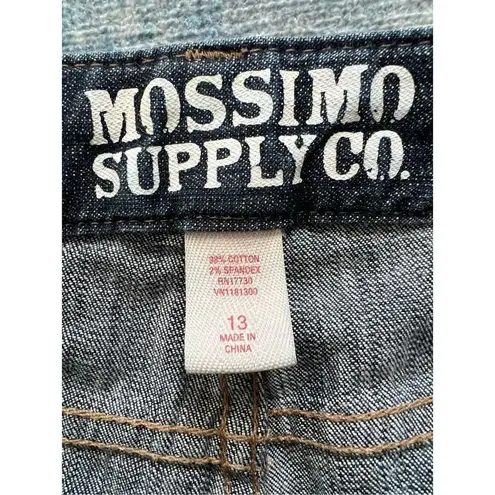 MOSSIMO
SUPPLY CO.
98% COTTON
2% SPANDEX
RN17730
VN1181300
13
MADE IN
CHINA